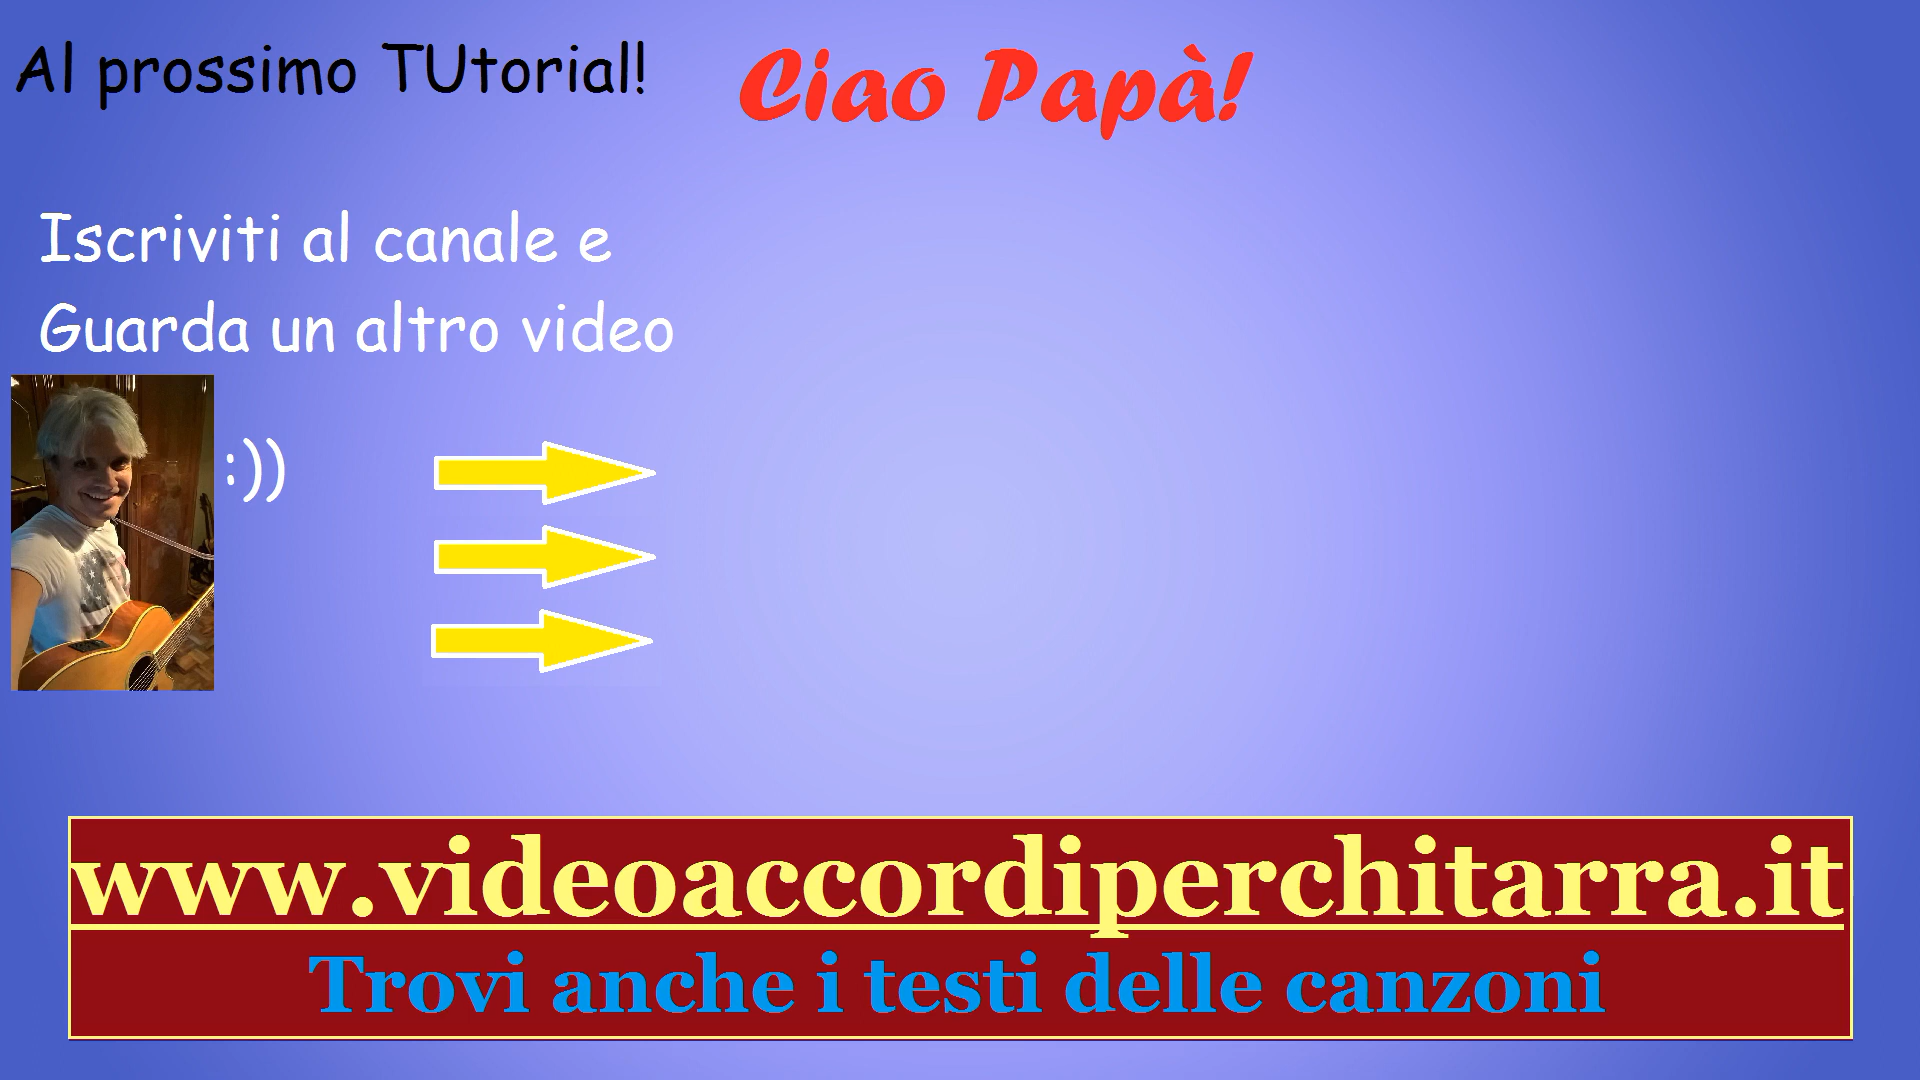 Al prossimo TUtorial!
Ciao Papà!
Iscriviti al canale e
Guarda un altro video
:))
www.videoaccordiperchitarra.it
Trovi anche i testi delle canzoni